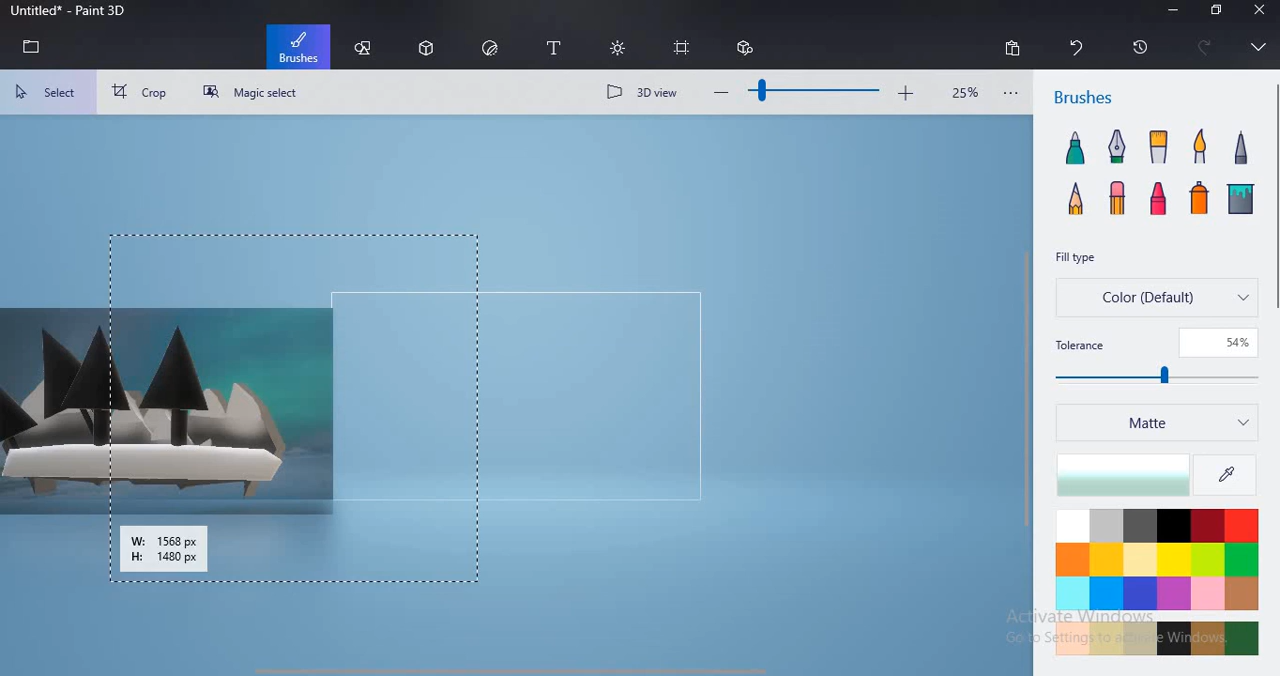 Untitled* - Paint 3D
Brushes
Select
Crop
Magic select
3D view
25%
Brushes
Fill type
Color (Default)
Tolerance
54%
Matte
W: 1568 px
H: 1480 px
Activate Windows
Go to Settings to activate Windows.